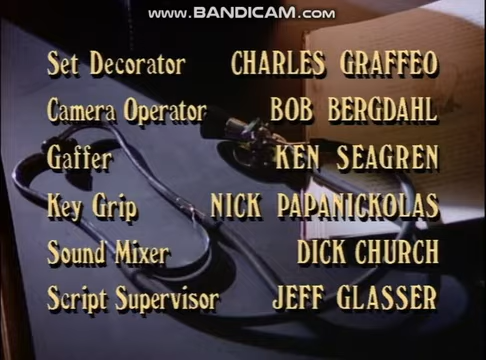 www.BANDICAM.com
Set Decorator CHARLES GRAFFEO
Camera Operator BOB BERGDAHL
Gaffer KEN SEAGREN
Key Grip NICK PAPANICKOLAS
Sound Mixer DICK CHURCH
Script Supervisor JEFF GLASSER